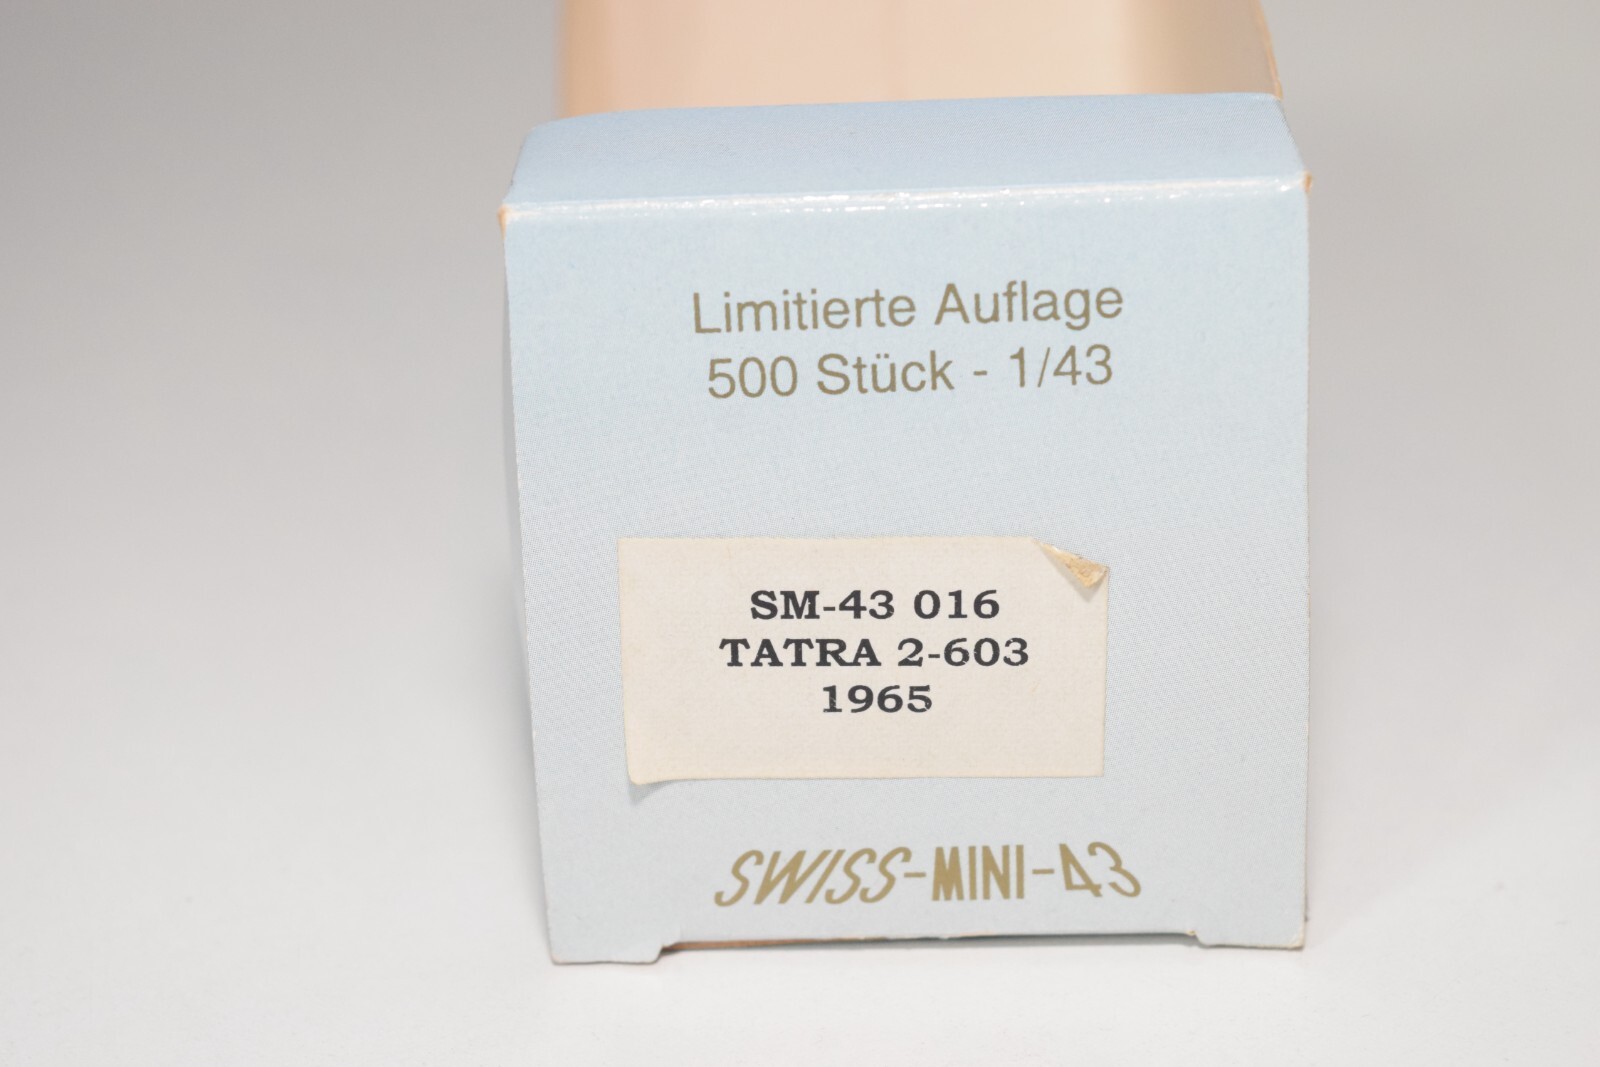 Limitierte Auflage
500 Stück - 1/43
SM-43 016
TATRA 2-603
1965
SWISS-MINI-43